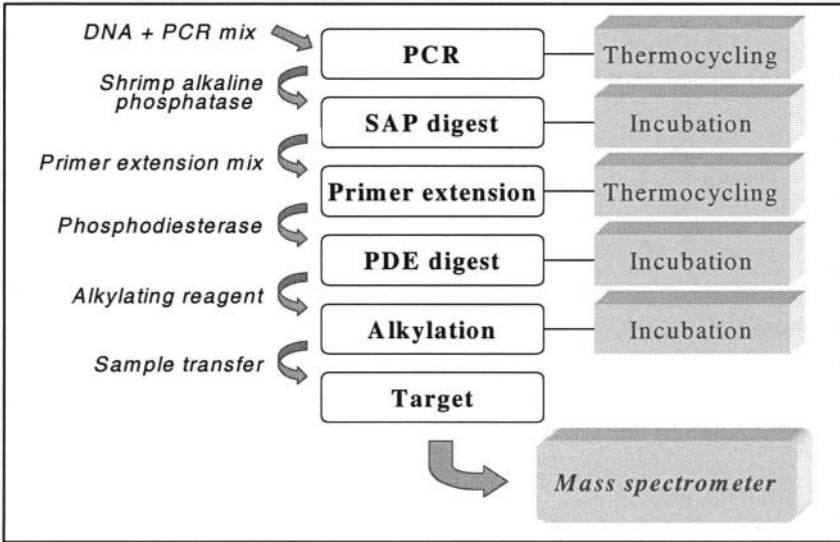 DNA + PCR mix
PCR
Thermocycling
Shrimp alkaline
phosphatase
SAP digest
Incubation
Primer extension mix
Primer extension
Thermocycling
Phosphodiesterase
PDE digest
Incubation
Alkylating reagent
Alkylation
Incubation
Sample transfer
Target
Mass spectrometer